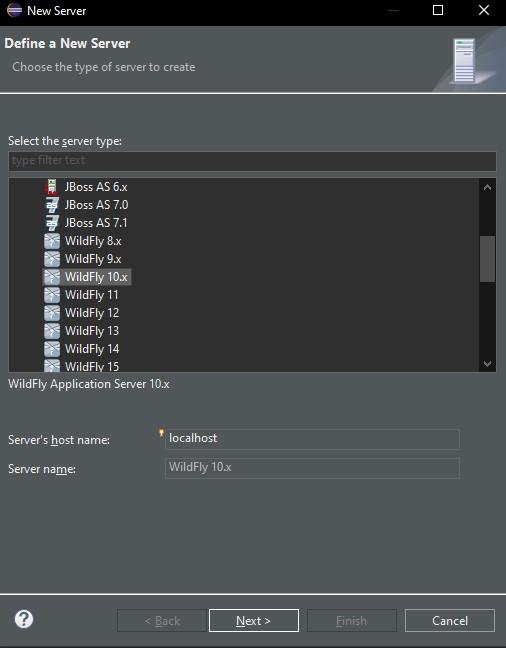 New Server
Define a New Server
Choose the type of server to create
Select the server type:
type filter text
JBoss AS 6.x
JBoss AS 7.0
JBoss AS 7.1
WildFly 8.x
WildFly 9.x
WildFly 10.x
WildFly 11
WildFly 12
WildFly 13
WildFly 14
WildFly 15
WildFly Application Server 10.x
Server's host name: localhost
Server name: WildFly 10.x
? < Back Next > Finish Cancel